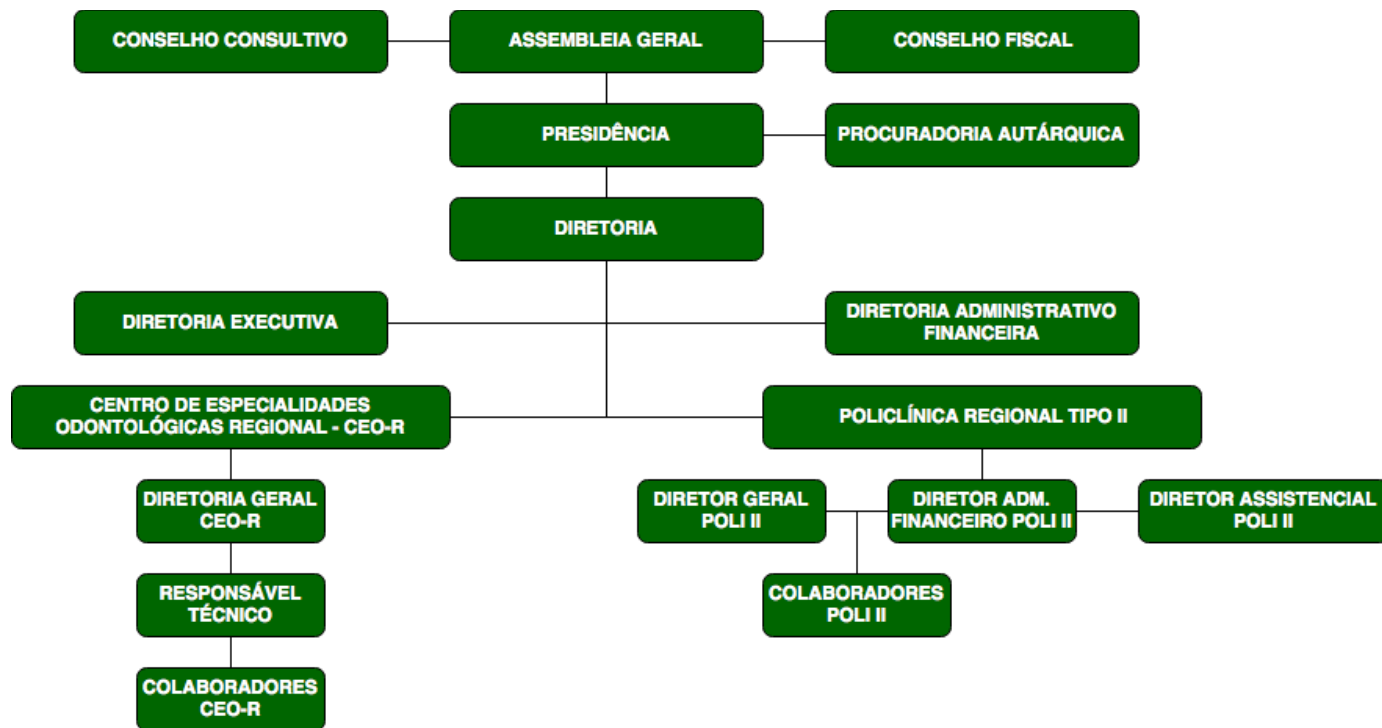 CONSELHO CONSULTIVO
ASSEMBLEIA GERAL
CONSELHO FISCAL
PRESIDÊNCIA
PROCURADORIA AUTÁRQUICA
DIRETORIA
DIRETORIA EXECUTIVA
DIRETORIA ADMINISTRATIVO
FINANCEIRA
CENTRO DE ESPECIALIDADES
ODONTOLÓGICAS REGIONAL - CEO-R
POLICLÍNICA REGIONAL TIPO II
DIRETORIA GERAL
CEO-R
DIRETOR GERAL
POLI II
DIRETOR ADM.
FINANCEIRO POLI II
DIRETOR ASSISTENCIAL
POLI II
RESPONSÁVEL
TÉCNICO
COLABORADORES
POLI II
COLABORADORES
CEO-R